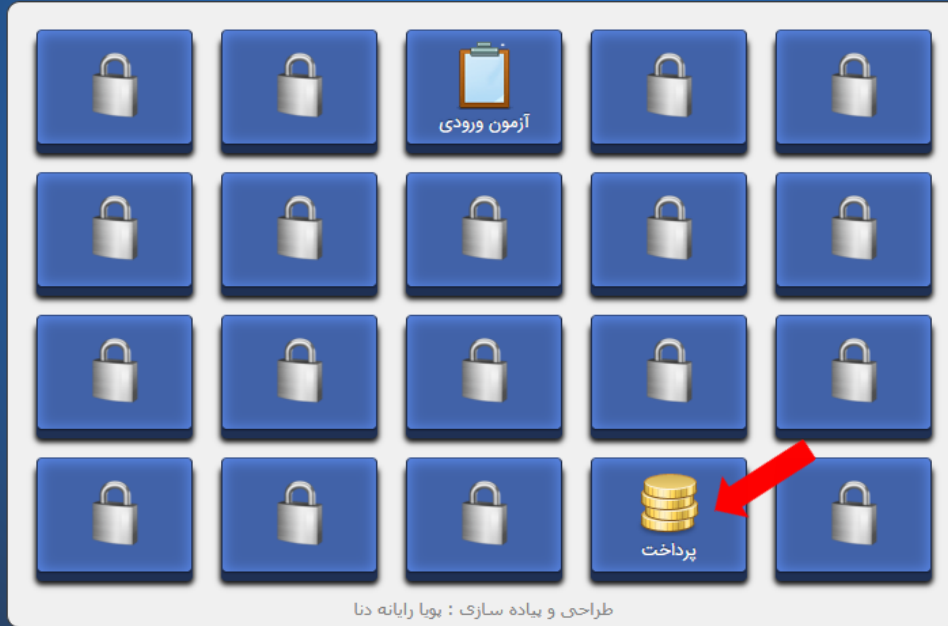 آزمون ورودی
پرداخت
طراحی و پیاده سازی : پویا رایانه دنا